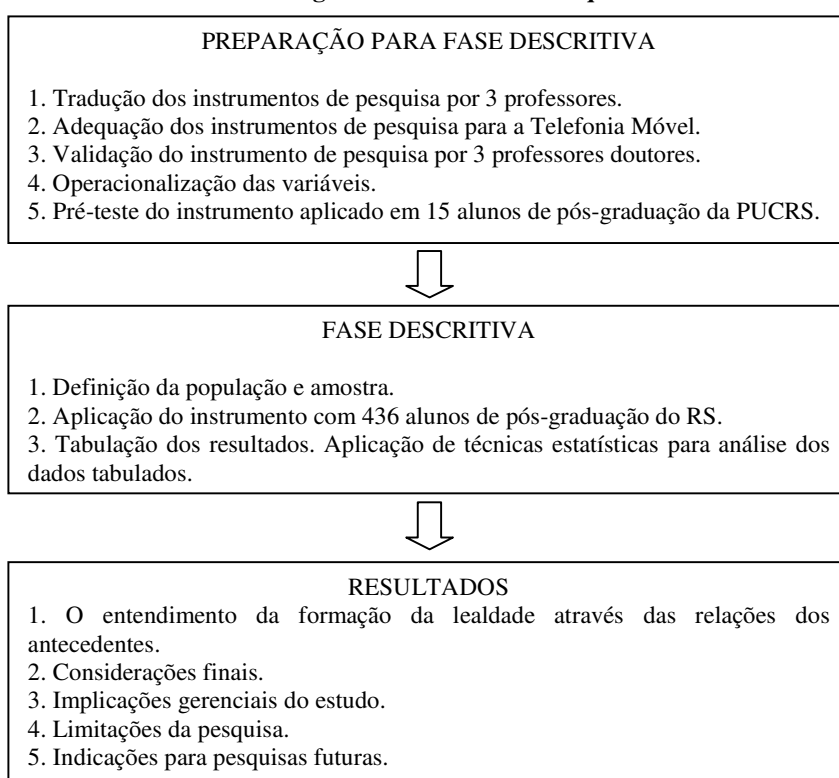 PREPARAÇÃO PARA FASE DESCRITIVA
1. Tradução dos instrumentos de pesquisa por 3 professores.
2. Adequação dos instrumentos de pesquisa para a Telefonia Móvel.
3. Validação do instrumento de pesquisa por 3 professores doutores.
4. Operacionalização das variáveis.
5. Pré-teste do instrumento aplicado em 15 alunos de pós-graduação da PUCRS.
FASE DESCRITIVA
1. Definição da população e amostra.
2. Aplicação do instrumento com 436 alunos de pós-graduação do RS.
3. Tabulação dos resultados. Aplicação de técnicas estatísticas para análise dos
dados tabulados.
RESULTADOS
1. O entendimento da formação da lealdade através das relações dos
antecedentes.
2. Considerações finais.
3. Implicações gerenciais do estudo.
4. Limitações da pesquisa.
5. Indicações para pesquisas futuras.